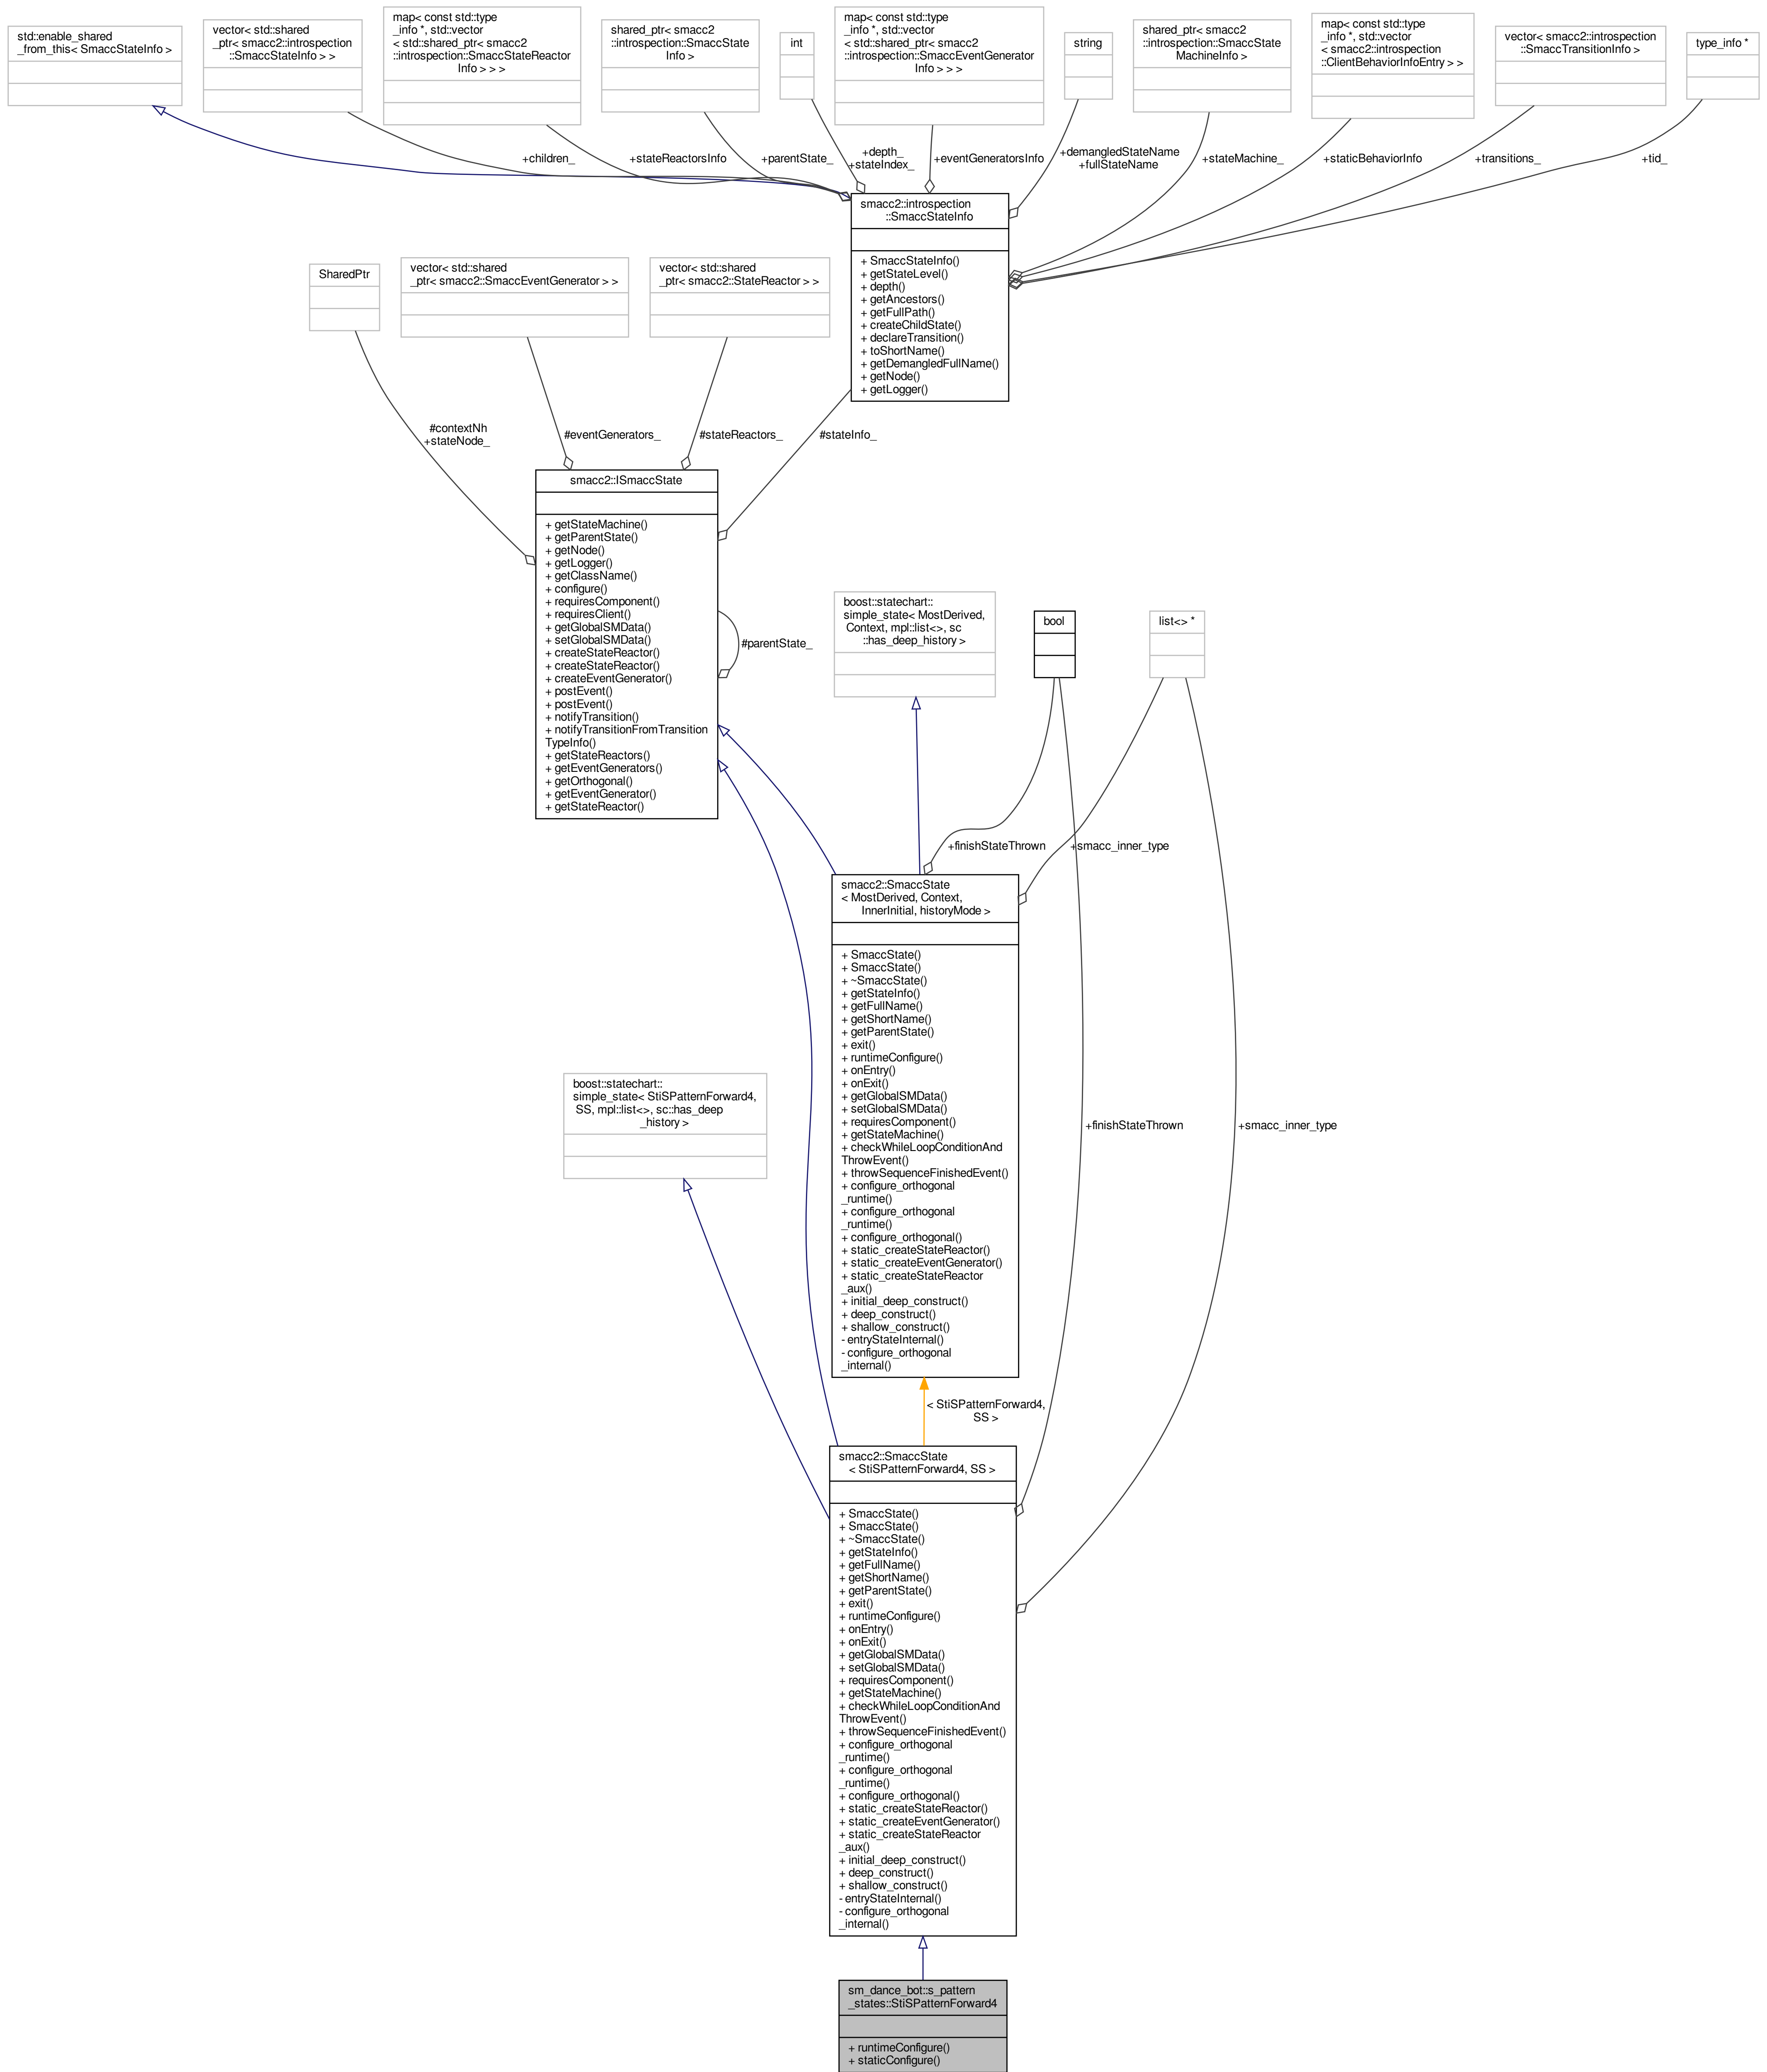 std::enable_shared
_from_this< SmaccStateInfo >
vector< std::shared
_ptr< smacc2::introspection
::SmaccStateInfo > >
map< const std::type
_info *, std::vector
< std::shared_ptr< smacc2
::introspection::SmaccStateReactor
Info > > >
shared_ptr< smacc2
::introspection::SmaccState
Info >
int
map< const std::type
_info *, std::vector
< std::shared_ptr< smacc2
::introspection::SmaccEventGenerator
Info > > >
string
shared_ptr< smacc2
::introspection::SmaccState
MachineInfo >
map< const std::type
_info *, std::vector
< smacc2::introspection
::ClientBehaviorInfoEntry > >
vector< smacc2::introspection
::SmaccTransitionInfo >
type_info *
+children_
+stateReactorsInfo
+parentState_
+depth_
+stateIndex_
+eventGeneratorsInfo
+demangledStateName
+fullStateName
+stateMachine_
+staticBehaviorInfo
+transitions_
+tid_
smacc2::introspection
::SmaccStateInfo
+ SmaccStateInfo()
+ getStateLevel()
+ depth()
+ getAncestors()
+ getFullPath()
+ createChildState()
+ declareTransition()
+ toShortName()
+ getDemangledFullName()
+ getNode()
+ getLogger()
SharedPtr
vector< std::shared
_ptr< smacc2::SmaccEventGenerator > >
vector< std::shared
_ptr< smacc2::StateReactor > >
#contextNh
+stateNode_
#eventGenerators_
#stateReactors_
#stateInfo_
smacc2::ISmaccState
+ getStateMachine()
+ getParentState()
+ getNode()
+ getLogger()
+ getClassName()
+ configure()
+ requiresComponent()
+ requiresClient()
+ getGlobalSMData()
+ setGlobalSMData()
+ createStateReactor()
+ createStateReactor()
+ createEventGenerator()
+ postEvent()
+ postEvent()
+ notifyTransition()
+ notifyTransitionFromTransition
TypeInfo()
+ getStateReactors()
+ getEventGenerators()
+ getOrthogonal()
+ getEventGenerator()
+ getStateReactor()
#parentState_
boost::statechart::
simple_state< MostDerived,
Context, mpl::list<>, sc
::has_deep_history >
bool
list<> *
+finishStateThrown
+smacc_inner_type
smacc2::SmaccState
< MostDerived, Context,
InnerInitial, historyMode >
+ SmaccState()
+ SmaccState()
+ ~SmaccState()
+ getStateInfo()
+ getFullName()
+ getShortName()
+ getParentState()
+ exit()
+ runtimeConfigure()
+ onEntry()
+ onExit()
+ getGlobalSMData()
+ setGlobalSMData()
+ requiresComponent()
+ getStateMachine()
+ checkWhileLoopConditionAnd
ThrowEvent()
+ throwSequenceFinishedEvent()
+ configure_orthogonal
_runtime()
+ configure_orthogonal
_runtime()
+ configure_orthogonal()
+ static_createStateReactor()
+ static_createEventGenerator()
+ static_createStateReactor
_aux()
+ initial_deep_construct()
+ deep_construct()
+ shallow_construct()
- entryStateInternal()
- configure_orthogonal
_internal()
boost::statechart::
simple_state< StiSPatternForward4,
SS, mpl::list<>, sc::has_deep
_history >
+finishStateThrown
+smacc_inner_type
< StiSPatternForward4,
SS >
smacc2::SmaccState
< StiSPatternForward4, SS >
+ SmaccState()
+ SmaccState()
+ ~SmaccState()
+ getStateInfo()
+ getFullName()
+ getShortName()
+ getParentState()
+ exit()
+ runtimeConfigure()
+ onEntry()
+ onExit()
+ getGlobalSMData()
+ setGlobalSMData()
+ requiresComponent()
+ getStateMachine()
+ checkWhileLoopConditionAnd
ThrowEvent()
+ throwSequenceFinishedEvent()
+ configure_orthogonal
_runtime()
+ configure_orthogonal
_runtime()
+ configure_orthogonal()
+ static_createStateReactor()
+ static_createEventGenerator()
+ static_createStateReactor
_aux()
+ initial_deep_construct()
+ deep_construct()
+ shallow_construct()
- entryStateInternal()
- configure_orthogonal
_internal()
sm_dance_bot::s_pattern
_states::StiSPatternForward4
+ runtimeConfigure()
+ staticConfigure()